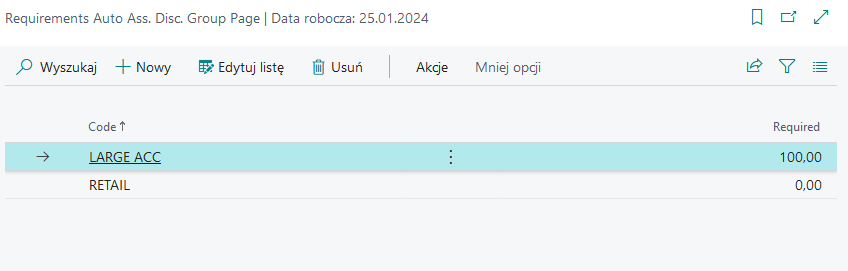 Requirements Auto Ass. Disc. Group Page | Data robocza: 25.01.2024
Wyszukaj Nowy Edytuj listę Usuń Akcje Mniej opcji
Code ↑ Required
LARGE ACC 100,00
RETAIL 0,00